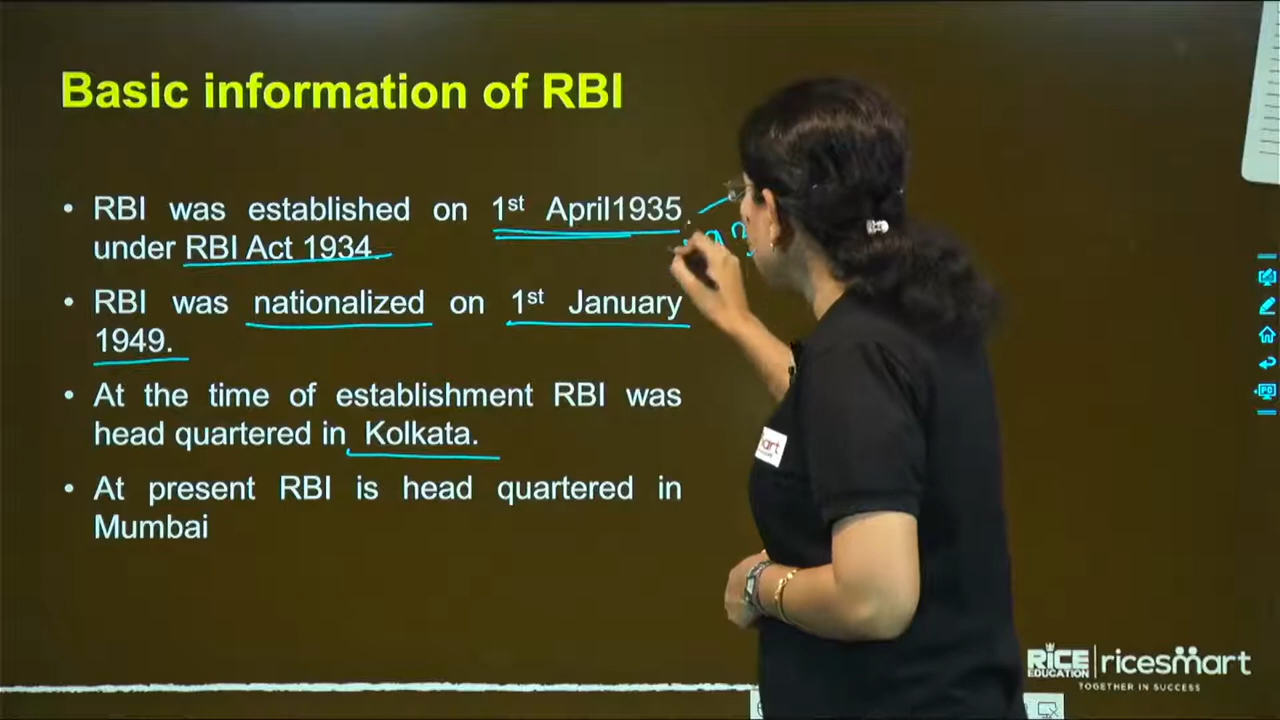 Basic information of RBI
• RBI was established on 1st April1935
under RBI Act 1934.
• RBI was nationalized on 1st January
1949.
• At the time of establishment RBI was
head quartered in Kolkata.
• At present RBI is head quartered in
Mumbai
RICE EDUCATION | ricesmart
TOGETHER IN SUCCESS